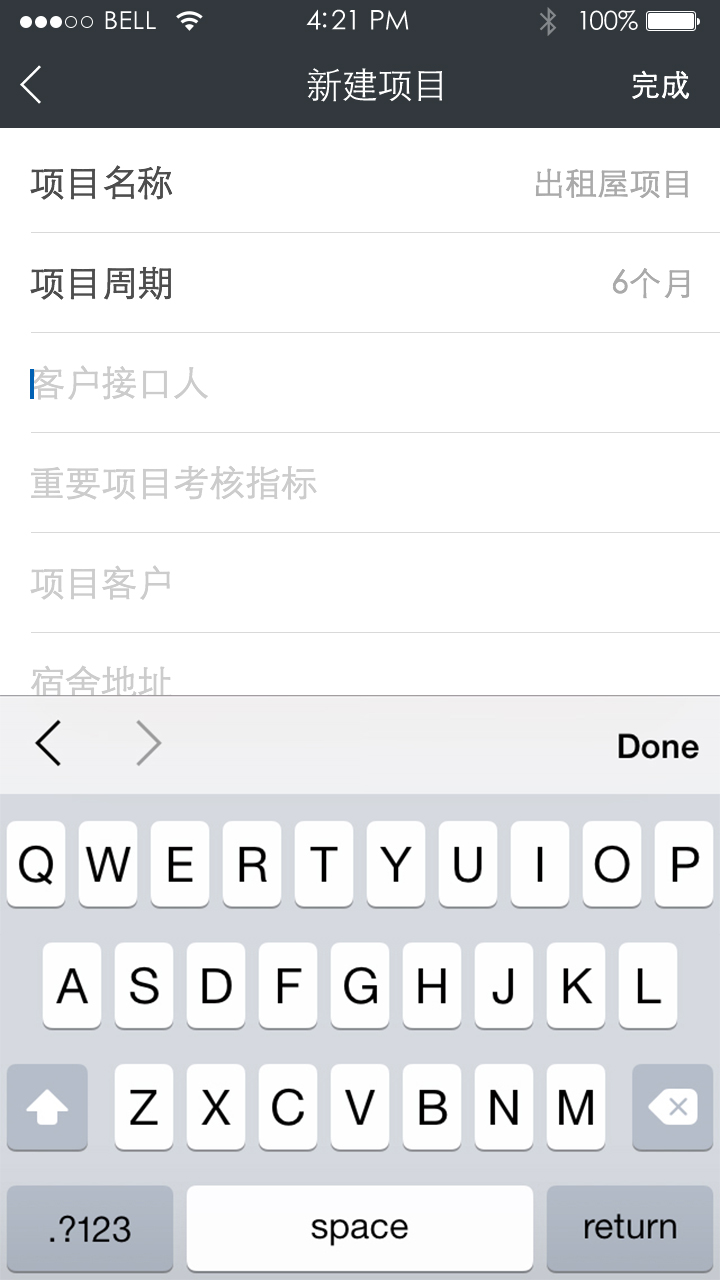 BELL 4:21 PM 100%
新建项目 完成
项目名称 出租屋项目
项目周期 6个月
客户接口人
重要项目考核指标
项目客户
宿舍地址
Done
Q W E R T Y U I O P
A S D F G H J K L
Z X C V B N M
.?123 space return